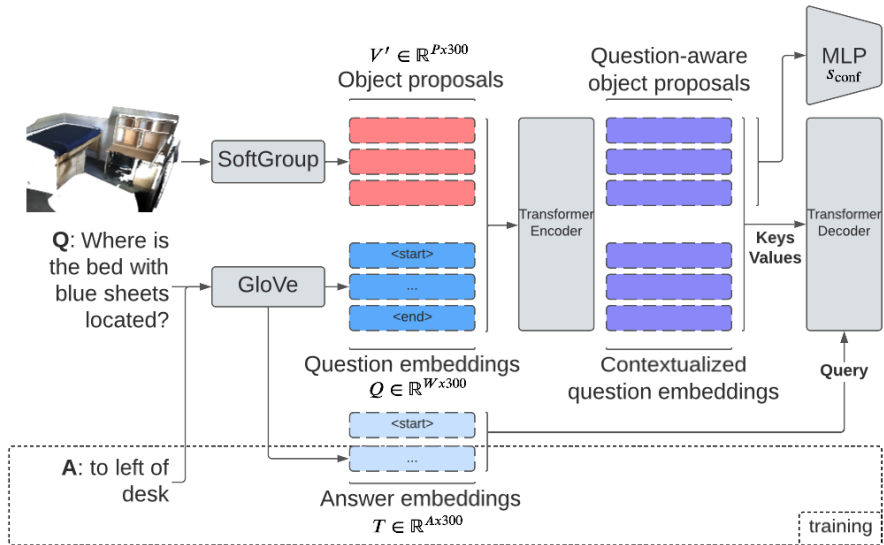 V′ ∈ ℝ^{Px300}
Object proposals
Question-aware
object proposals
MLP
s_conf
SoftGroup
Transformer
Encoder
Transformer
Decoder
Keys
Values
Q: Where is
the bed with
blue sheets
located?
GloVe
<start>
...
<end>
Question embeddings
Q ∈ ℝ^{Wx300}
Contextualized
question embeddings
Query
<start>
...
A: to left of
desk
Answer embeddings
T ∈ ℝ^{Ax300}
training